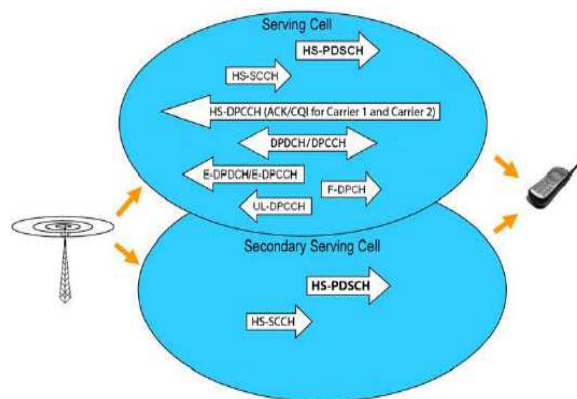 Serving Cell
HS-PDSCH
HS-SCCH
HS-DPCCH (ACK/CQI for Carrier 1 and Carrier 2)
DPDCH/DPCCH
E-DPDCH/E-DPCCH
F-DPCH
UL-DPCCH
Secondary Serving Cell
HS-PDSCH
HS-SCCH